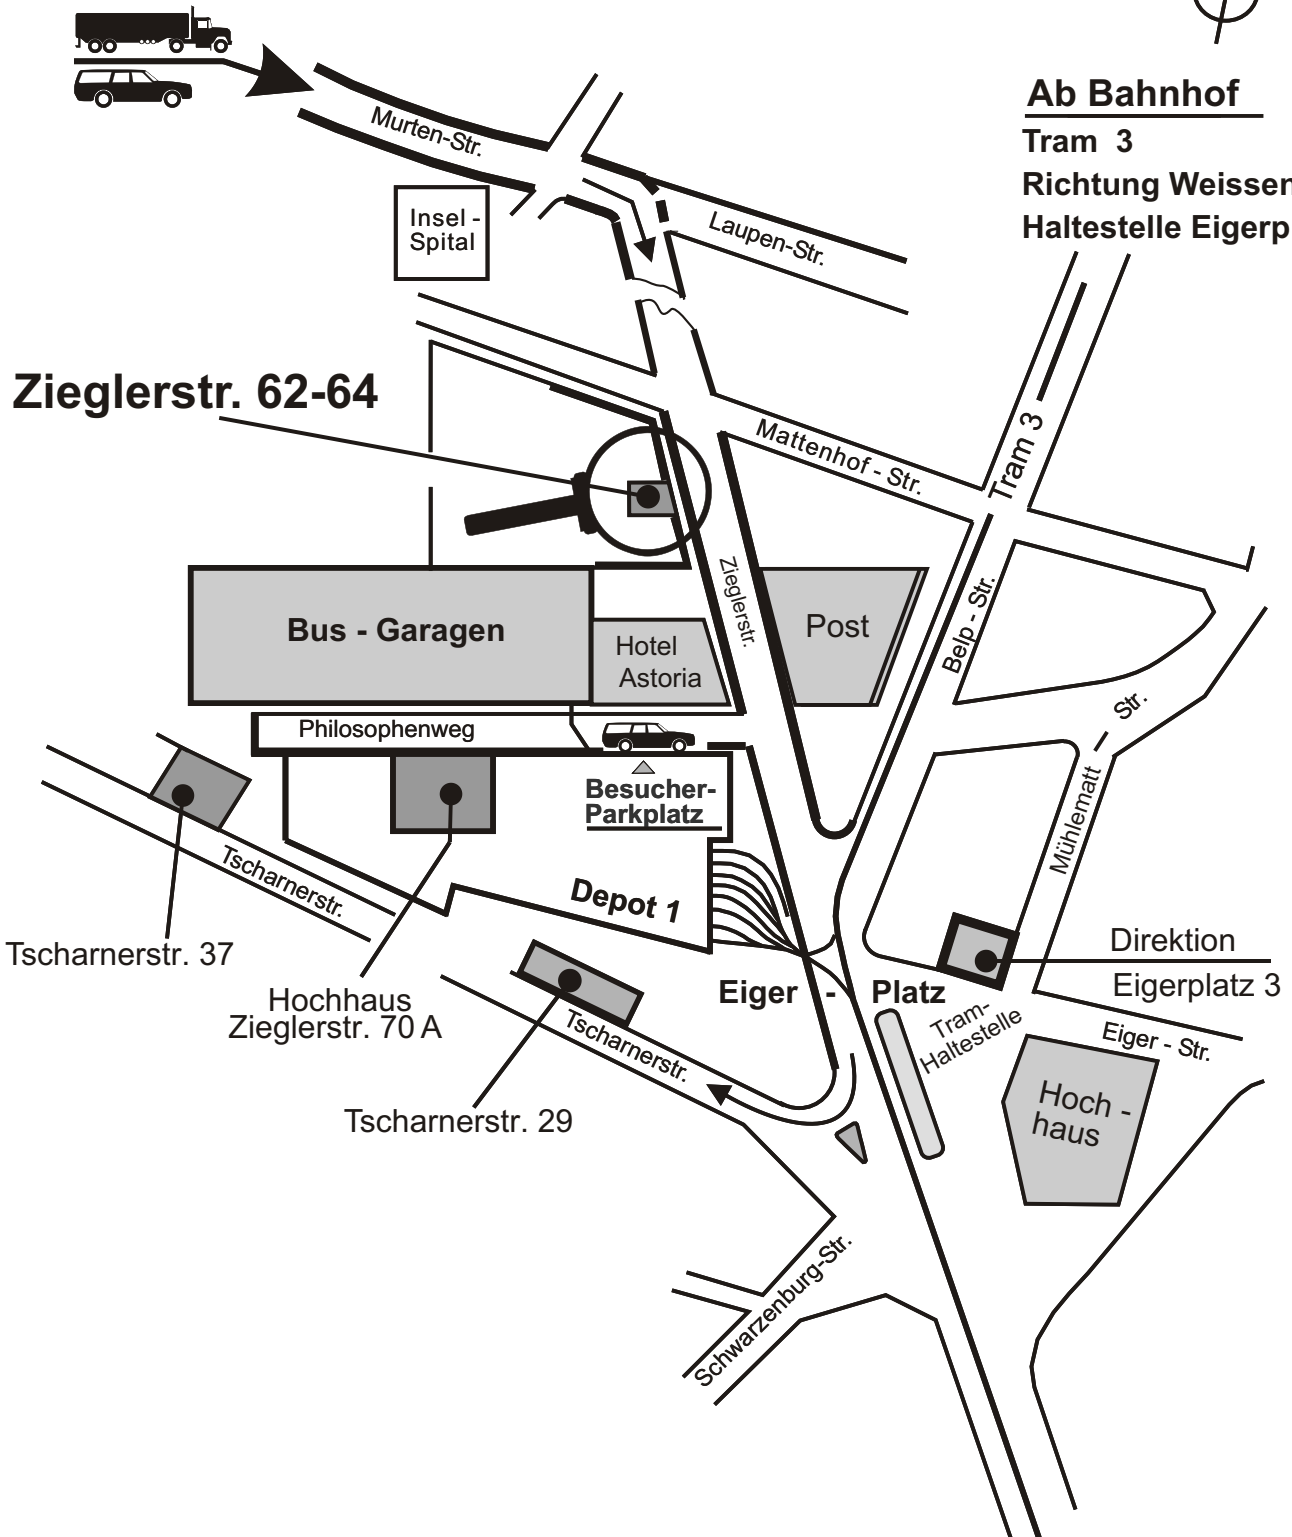 Ab Bahnhof
Tram 3
Richtung Weissen
Haltestelle Eigerp
Murten-Str.
Insel -
Spital
Laupen-Str.
Zieglerstr. 62-64
Mattenhof - Str.
Tram 3
Zieglerstr.
Belp - Str.
Bus - Garagen
Hotel
Astoria
Post
Philosophenweg
Str.
Mühlematt
Besucher-
Parkplatz
Tscharnerstr.
Depot 1
Tscharnerstr. 37
Direktion
Eigerplatz 3
Hochhaus
Zieglerstr. 70 A
Eiger - Platz
Tram-
Haltestelle
Eiger - Str.
Tscharnerstr.
Hoch -
haus
Tscharnerstr. 29
Schwarzenburg-Str.